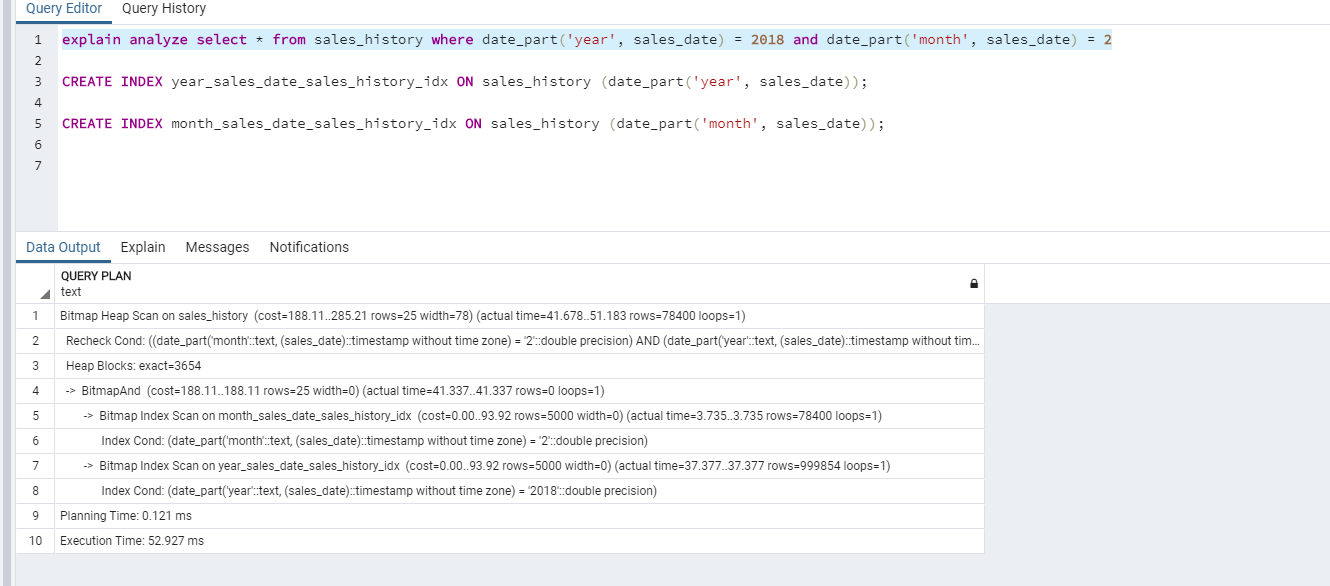 Query Editor Query History
1 explain analyze select * from sales_history where date_part('year', sales_date) = 2018 and date_part('month', sales_date) = 2
2
3 CREATE INDEX year_sales_date_sales_history_idx ON sales_history (date_part('year', sales_date));
4
5 CREATE INDEX month_sales_date_sales_history_idx ON sales_history (date_part('month', sales_date));
6
7
Data Output Explain Messages Notifications
QUERY PLAN
text
1 Bitmap Heap Scan on sales_history (cost=188.11..285.21 rows=25 width=78) (actual time=41.678..51.183 rows=78400 loops=1)
2 Recheck Cond: ((date_part('month'::text, (sales_date)::timestamp without time zone) = '2'::double precision) AND (date_part('year'::text, (sales_date)::timestamp without tim...
3 Heap Blocks: exact=3654
4 -> BitmapAnd (cost=188.11..188.11 rows=25 width=0) (actual time=41.337..41.337 rows=0 loops=1)
5 -> Bitmap Index Scan on month_sales_date_sales_history_idx (cost=0.00..93.92 rows=5000 width=0) (actual time=3.735..3.735 rows=78400 loops=1)
6 Index Cond: (date_part('month'::text, (sales_date)::timestamp without time zone) = '2'::double precision)
7 -> Bitmap Index Scan on year_sales_date_sales_history_idx (cost=0.00..93.92 rows=5000 width=0) (actual time=37.377..37.377 rows=999854 loops=1)
8 Index Cond: (date_part('year'::text, (sales_date)::timestamp without time zone) = '2018'::double precision)
9 Planning Time: 0.121 ms
10 Execution Time: 52.927 ms